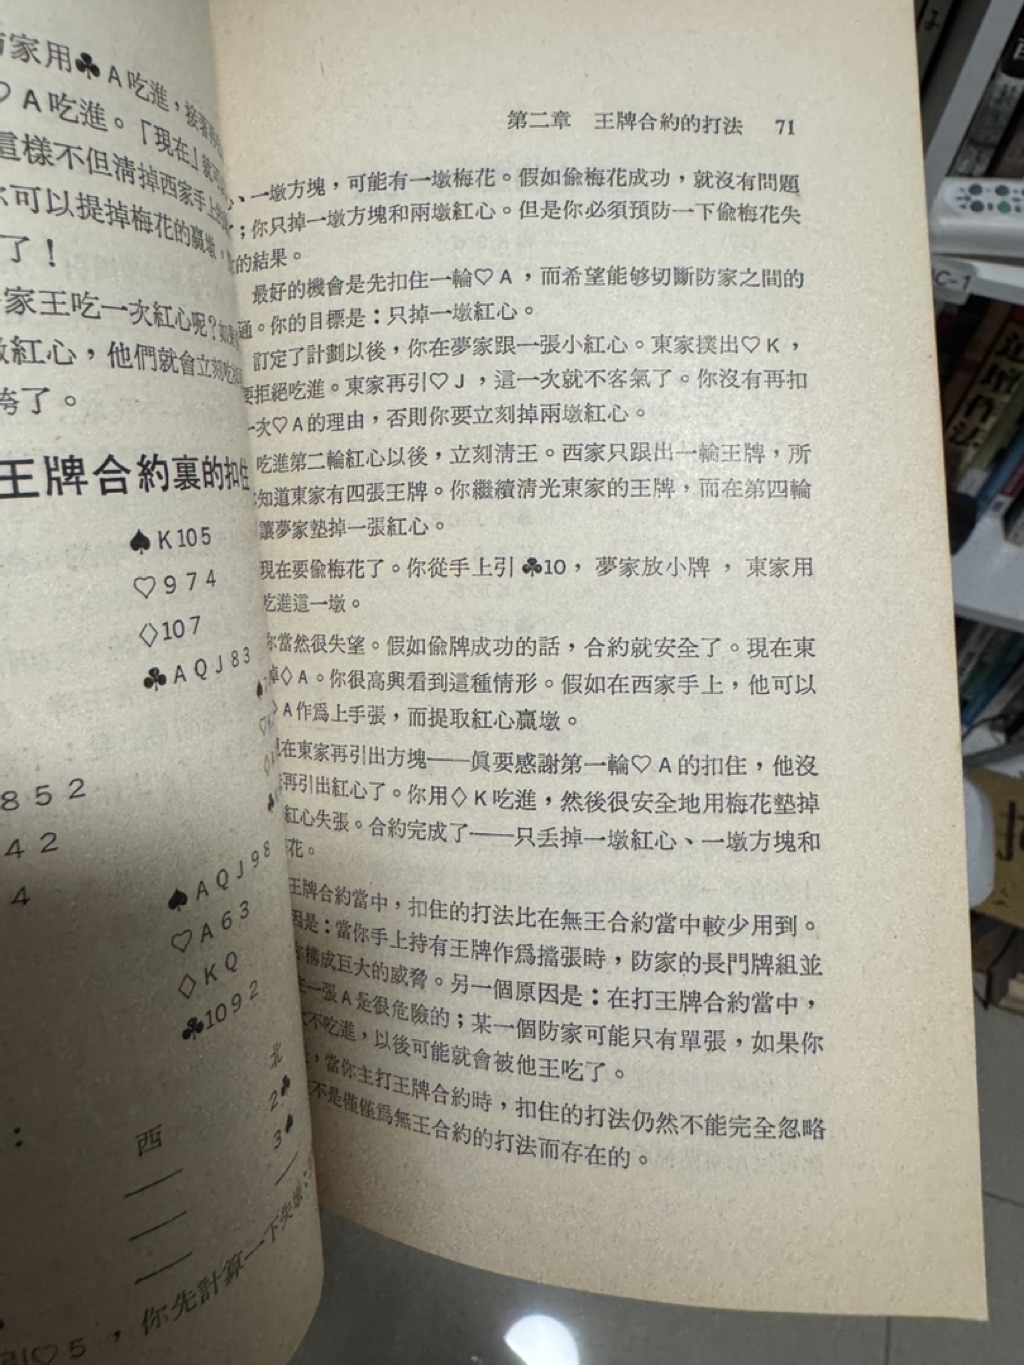 家用♣A吃進，接著
♡A吃進。「現在」就
這樣不但清掉西家手上的
你可以提掉梅花的贏墩，
了！
家王吃一次紅心呢？
紅心，他們就會立刻吃
了。
王牌合約裏的扣住
♠K105
♡974
♢107
♣AQJ83
852
42
4
♠AQJ98
♡A63
♢KQ
♣1092
北
西
2♣
3♠
：
，你先計算一下失墩
♡5
第二章 王牌合約的打法 71
、一墩方塊，可能有一墩梅花。假如偷梅花成功，就沒有問題
；你只掉一墩方塊和兩墩紅心。但是你必須預防一下偷梅花失
的結果。
最好的機會是先扣住一輪♡A，而希望能够切斷防家之間的
通。你的目標是：只掉一墩紅心。
訂定了計劃以後，你在夢家跟一張小紅心。東家撲出♡K，
要拒絕吃進。東家再引♡J，這一次就不客氣了。你沒有再扣
一次♡A的理由，否則你要立刻掉兩墩紅心。
吃進第二輪紅心以後，立刻清王。西家只跟出一輪王牌，所
知道東家有四張王牌。你繼續清光東家的王牌，而在第四輪
讓夢家墊掉一張紅心。
現在要偷梅花了。你從手上引♣10，夢家放小牌，東家用
吃進這一墩。
你當然很失望。假如偷牌成功的話，合約就安全了。現在東
掉♢A。你很高興看到這種情形。假如在西家手上，他可以
♢A作爲上手張，而提取紅心贏墩。
現在東家再引出方塊——眞要感謝第一輪♡A的扣住，他沒
再引出紅心了。你用♢K吃進，然後很安全地用梅花墊掉
紅心失張。合約完成了——只丟掉一墩紅心、一墩方塊和
花。
王牌合約當中，扣住的打法比在無王合約當中較少用到。
因是：當你手上持有王牌作爲擋張時，防家的長門牌組並
構成巨大的威脅。另一個原因是：在打王牌合約當中，
一張A是很危險的；某一個防家可能只有單張，如果你
不吃進，以後可能就會被他王吃了。
，當你主打王牌合約時，扣住的打法仍然不能完全忽略
不是僅僅爲無王合約的打法而存在的。
C-1
造型作法